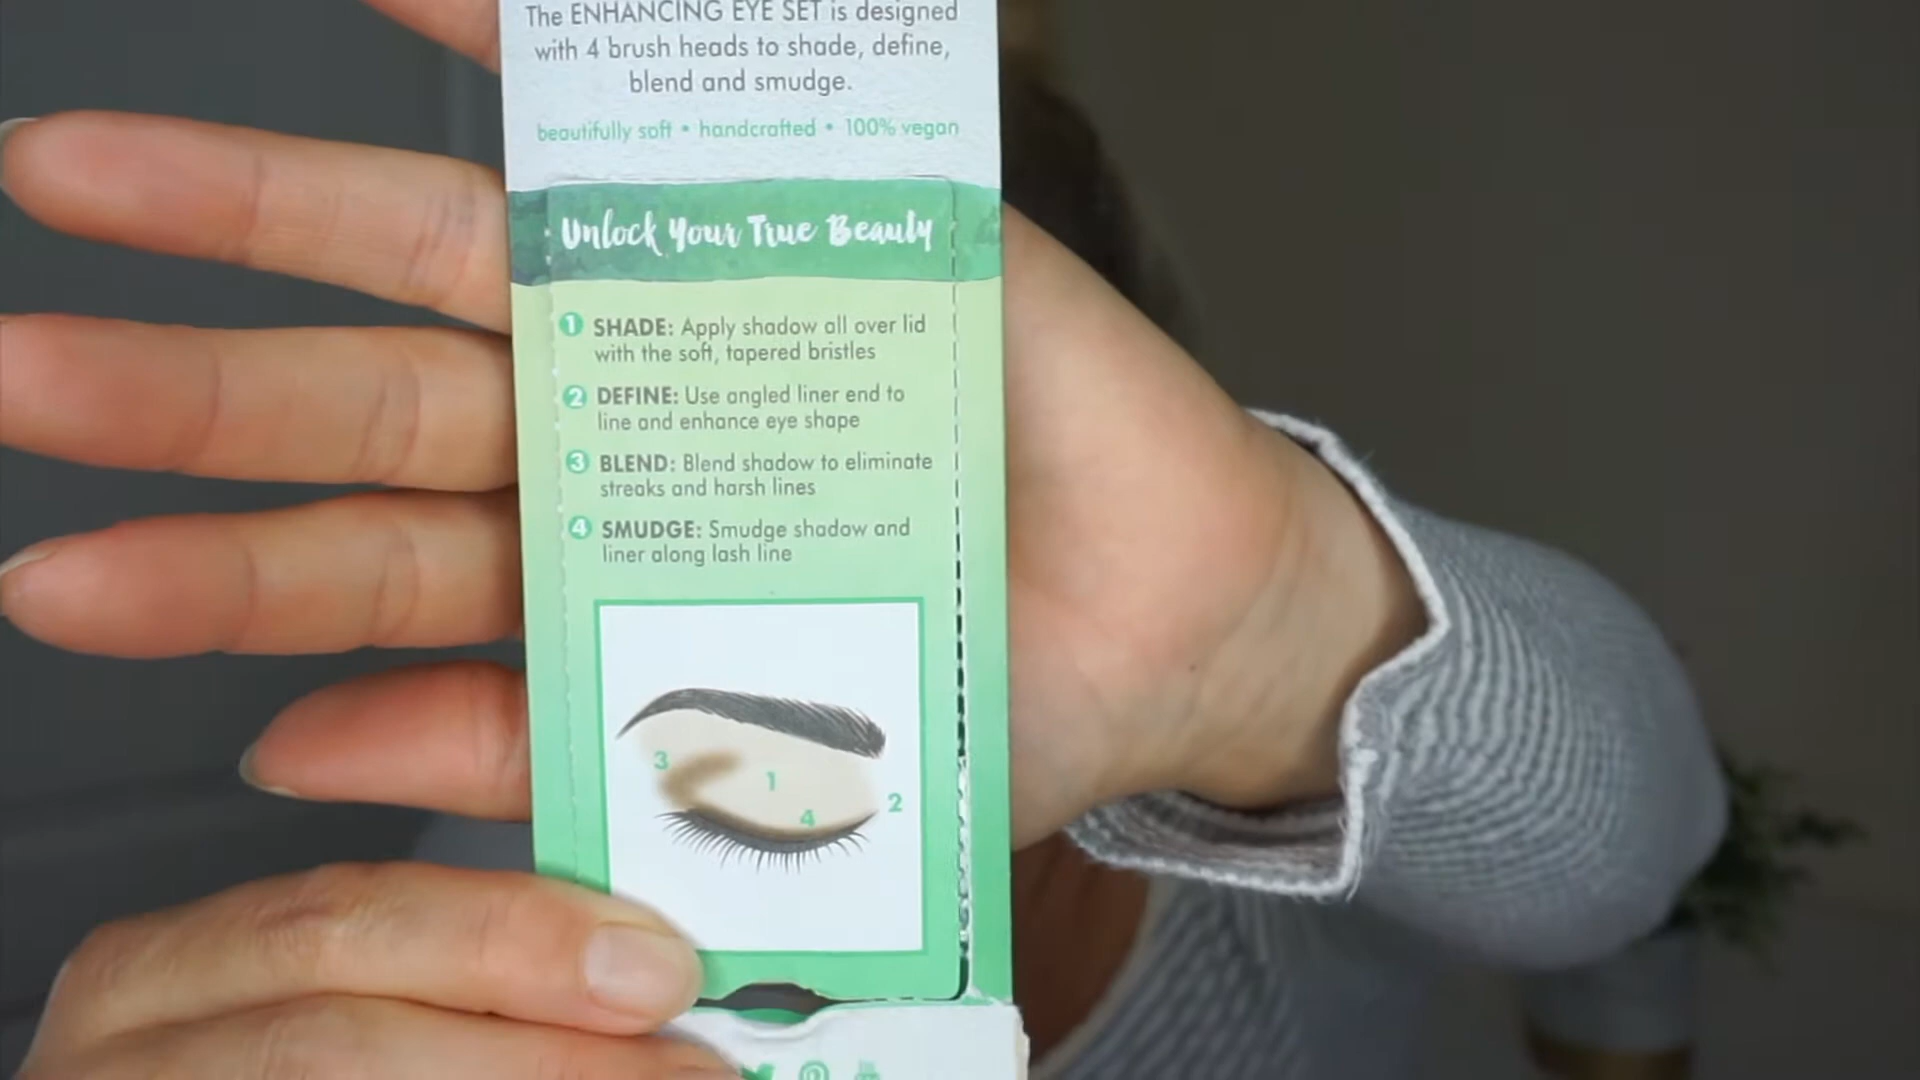 The ENHANCING EYE SET is designed
with 4 brush heads to shade, define,
blend and smudge.
beautifully soft • handcrafted • 100% vegan
Unlock Your True Beauty
1 SHADE: Apply shadow all over lid
with the soft, tapered bristles
2 DEFINE: Use angled liner end to
line and enhance eye shape
3 BLEND: Blend shadow to eliminate
streaks and harsh lines
4 SMUDGE: Smudge shadow and
liner along lash line
3
1
2
4